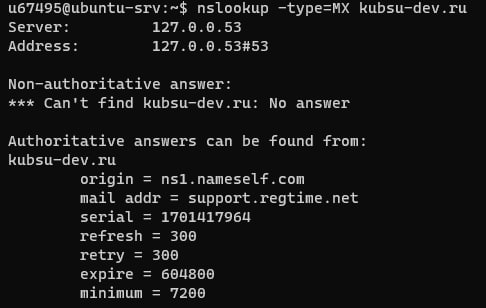 u67495@ubuntu-srv:~$ nslookup -type=MX kubsu-dev.ru
Server:         127.0.0.53
Address:        127.0.0.53#53

Non-authoritative answer:
*** Can't find kubsu-dev.ru: No answer

Authoritative answers can be found from:
kubsu-dev.ru
        origin = ns1.nameself.com
        mail addr = support.regtime.net
        serial = 1701417964
        refresh = 300
        retry = 300
        expire = 604800
        minimum = 7200